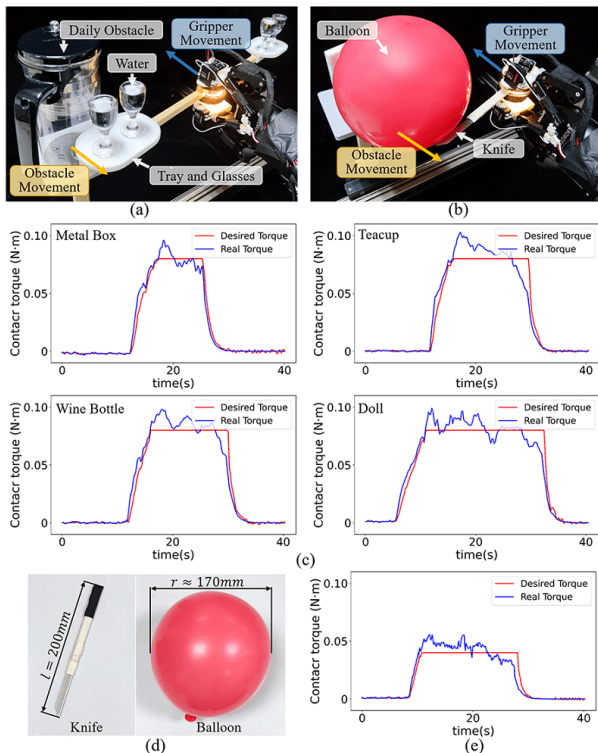 Daily Obstacle
Gripper
Movement
Water
Obstacle
Movement
Tray and Glasses
(a)
Balloon
Gripper
Movement
Knife
Obstacle
Movement
(b)
Metal Box
Desired Torque
Real Torque
Contacr torque (N·m)
0.10
0.05
0
0
20
40
time(s)
Teacup
Desired Torque
Real Torque
Contacr torque (N·m)
0.10
0.05
0
0
20
40
time(s)
Wine Bottle
Desired Torque
Real Torque
Contacr torque (N·m)
0.10
0.05
0
0
20
40
time(s)
Doll
Desired Torque
Real Torque
Contacr torque (N·m)
0.10
0.05
0
0
20
40
time(s)
(c)
l = 200mm
Knife
r ≈ 170mm
Balloon
(d)
Desired Torque
Real Torque
Contacr torque (N·m)
0.10
0.05
0
0
20
40
time(s)
(e)